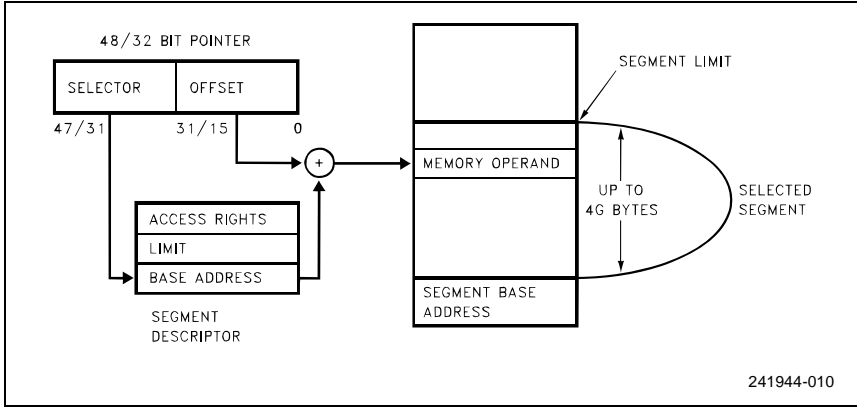 48/32 BIT POINTER
SELECTOR
OFFSET
47/31
31/15
0
+
ACCESS RIGHTS
LIMIT
BASE ADDRESS
SEGMENT
DESCRIPTOR
MEMORY OPERAND
SEGMENT BASE
ADDRESS
SEGMENT LIMIT
UP TO
4G BYTES
SELECTED
SEGMENT
241944-010